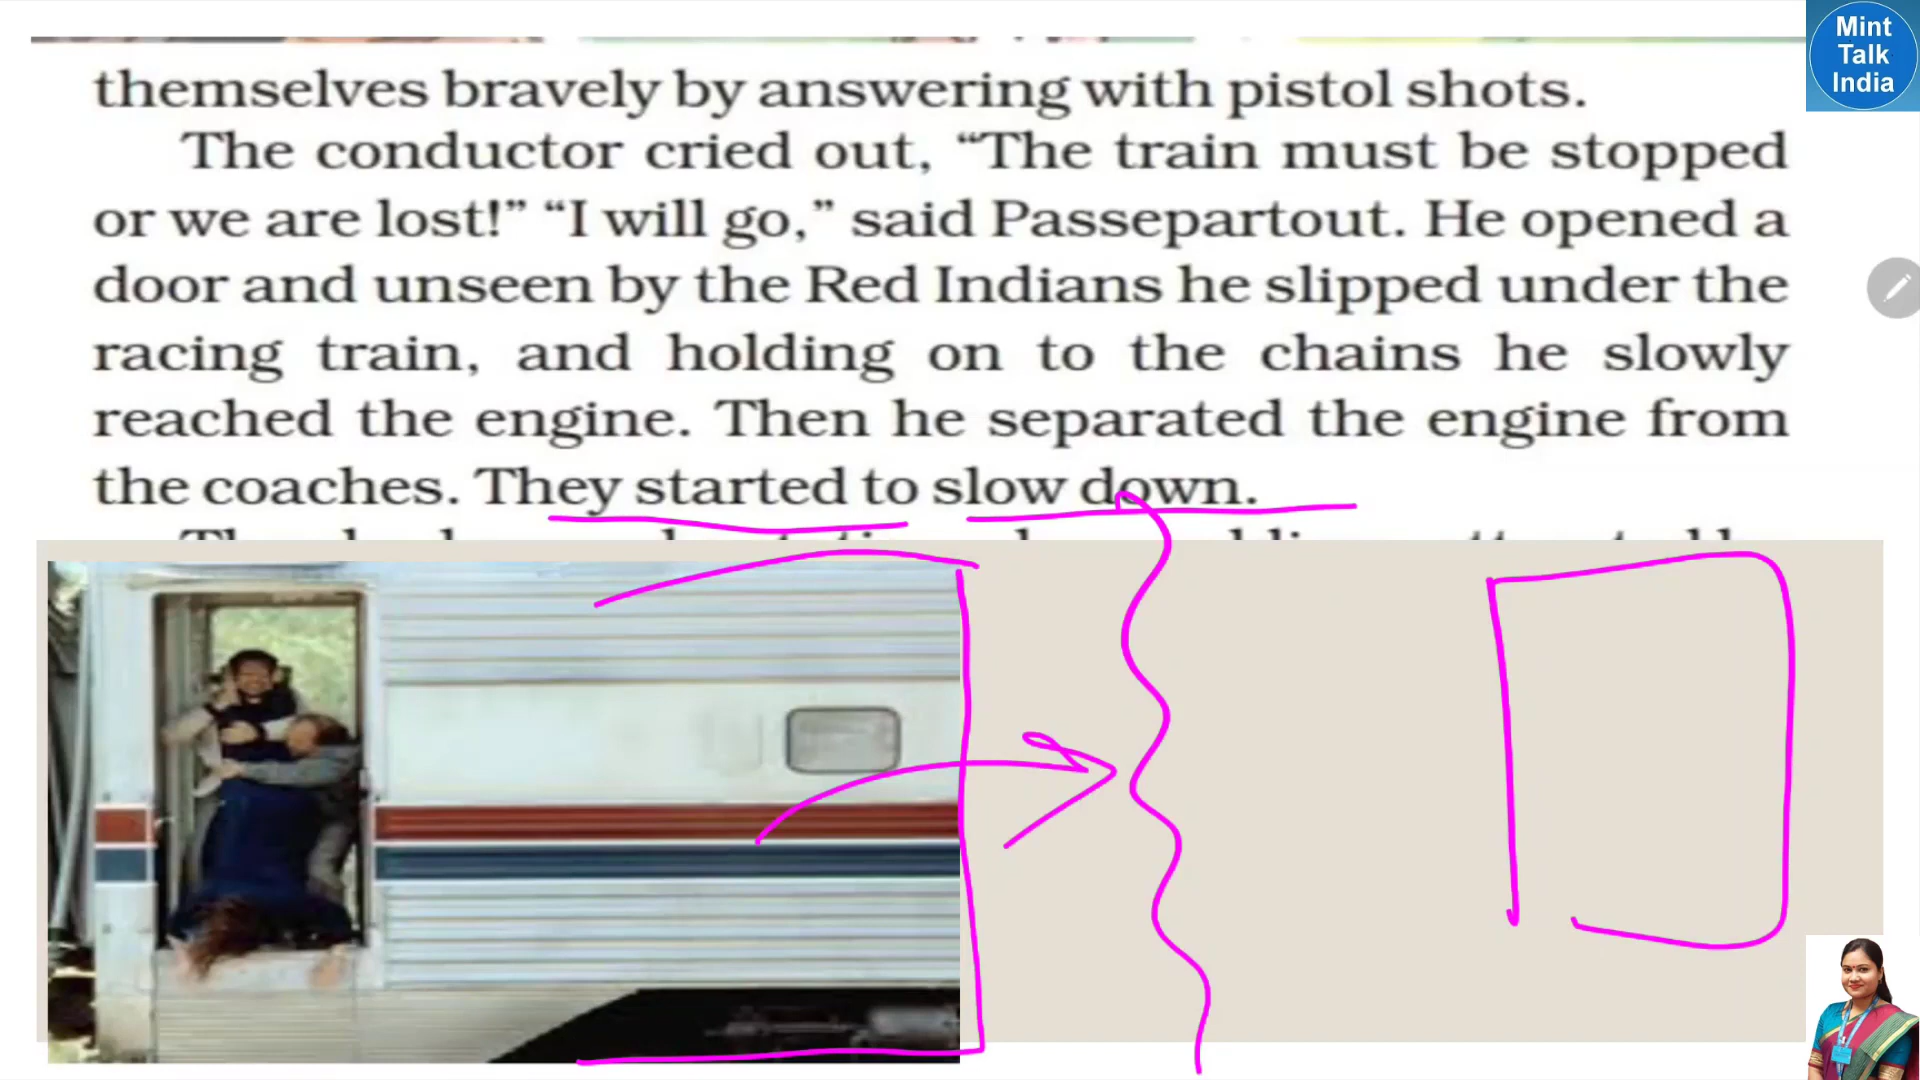 Mint
Talk
India
themselves bravely by answering with pistol shots.
The conductor cried out, “The train must be stopped
or we are lost!” “I will go,” said Passepartout. He opened a
door and unseen by the Red Indians he slipped under the
racing train, and holding on to the chains he slowly
reached the engine. Then he separated the engine from
the coaches. They started to slow down.